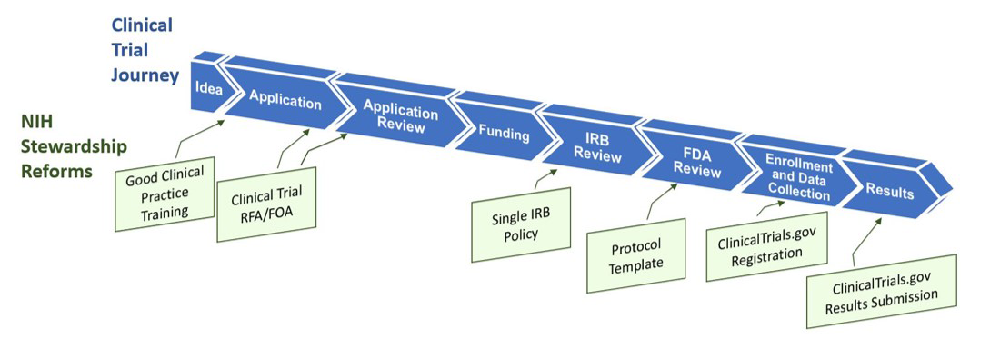 Clinical
Trial
Journey
Idea
Application
Application
Review
Funding
IRB
Review
FDA
Review
Enrollment
and Data
Collection
Results
NIH
Stewardship
Reforms
Good Clinical
Practice
Training
Clinical Trial
RFA/FOA
Single IRB
Policy
Protocol
Template
ClinicalTrials.gov
Registration
ClinicalTrials.gov
Results Submission